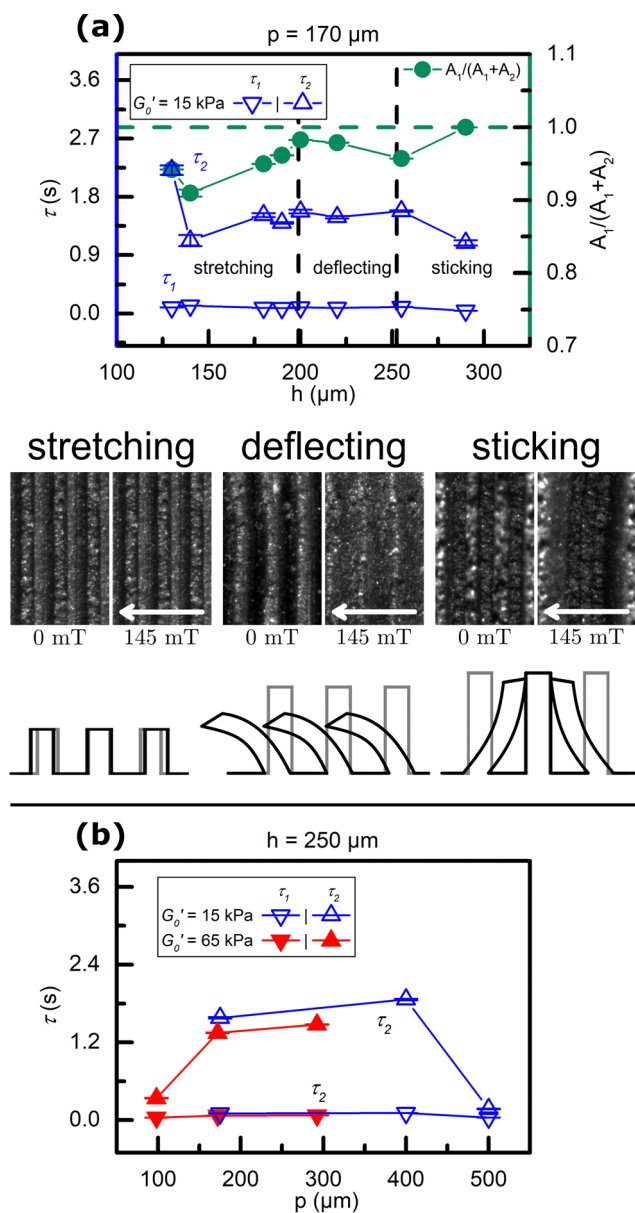 (a)
p = 170 μm
3.6
2.7
1.8
0.9
0.0
τ (s)
τ₁ τ₂
G₀' = 15 kPa |
A₁/(A₁+A₂)
τ₂
τ₁
stretching deflecting sticking
1.1
1.0
0.9
0.8
0.7
A₁/(A₁+A₂)
100 150 200 250 300
h (μm)
stretching deflecting sticking
0 mT 145 mT 0 mT 145 mT 0 mT 145 mT
(b)
h = 250 μm
3.6
2.4
1.2
0.0
τ (s)
τ₁ τ₂
G₀' = 15 kPa |
G₀' = 65 kPa |
τ₂
τ₂
100 200 300 400 500
p (μm)